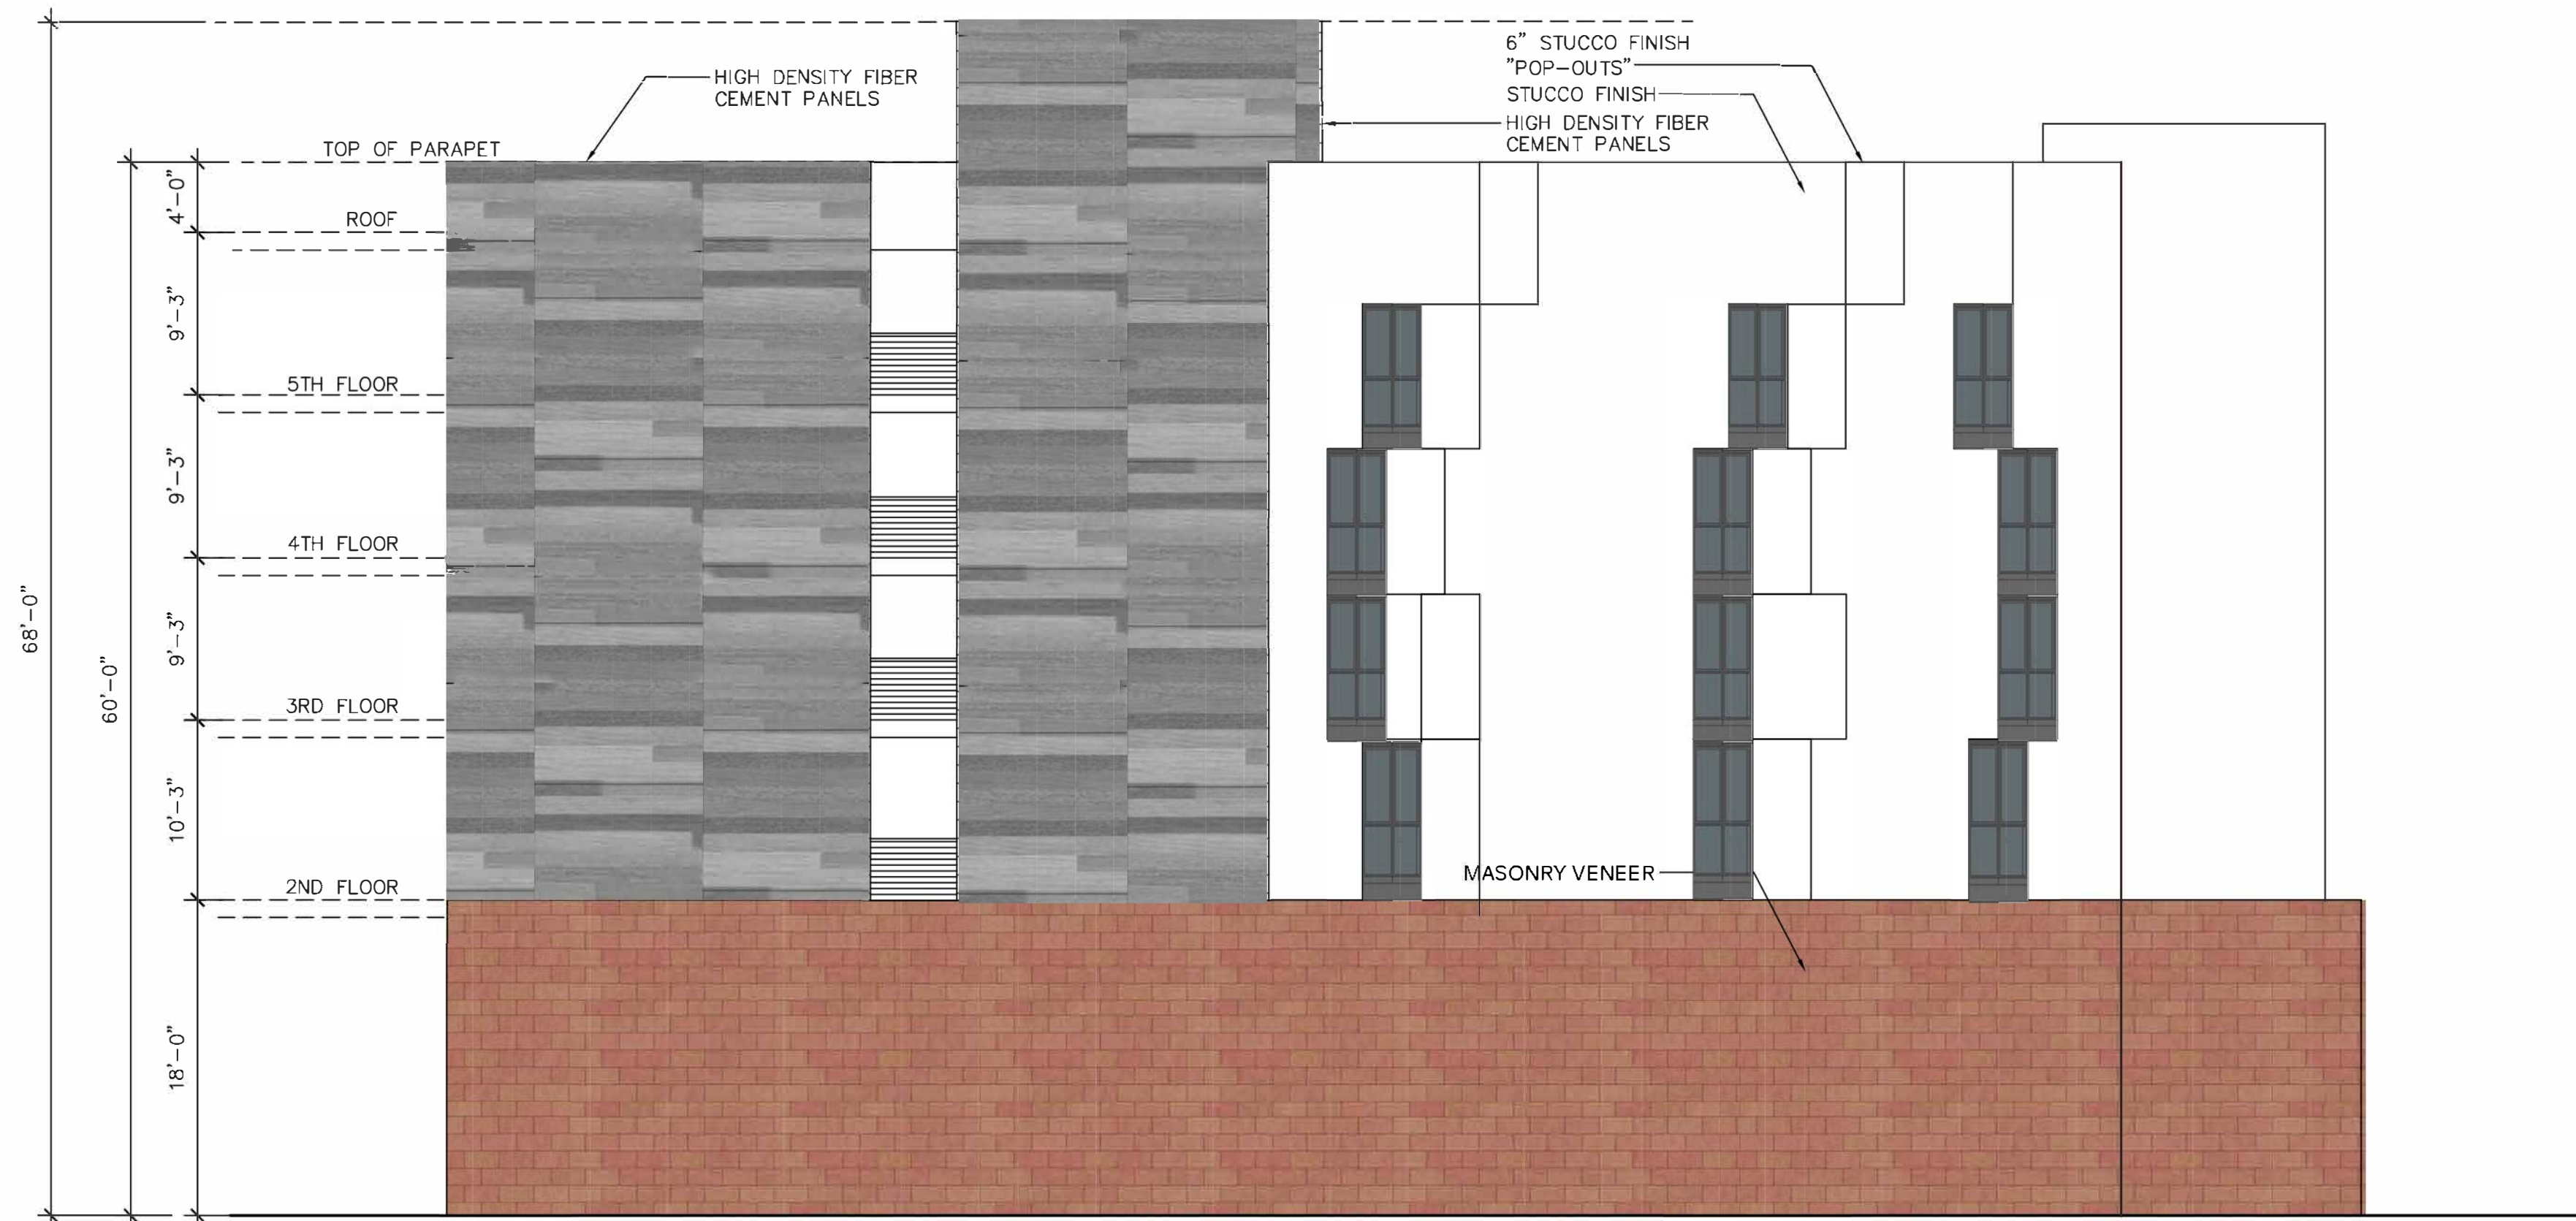 6" STUCCO FINISH
"POP-OUTS"
STUCCO FINISH
HIGH DENSITY FIBER
CEMENT PANELS
HIGH DENSITY FIBER
CEMENT PANELS
TOP OF PARAPET
4'-0"
ROOF
9'-3"
5TH FLOOR
9'-3"
4TH FLOOR
68'-0"
9'-3"
60'-0"
3RD FLOOR
10'-3"
MASONRY VENEER
2ND FLOOR
18'-0"